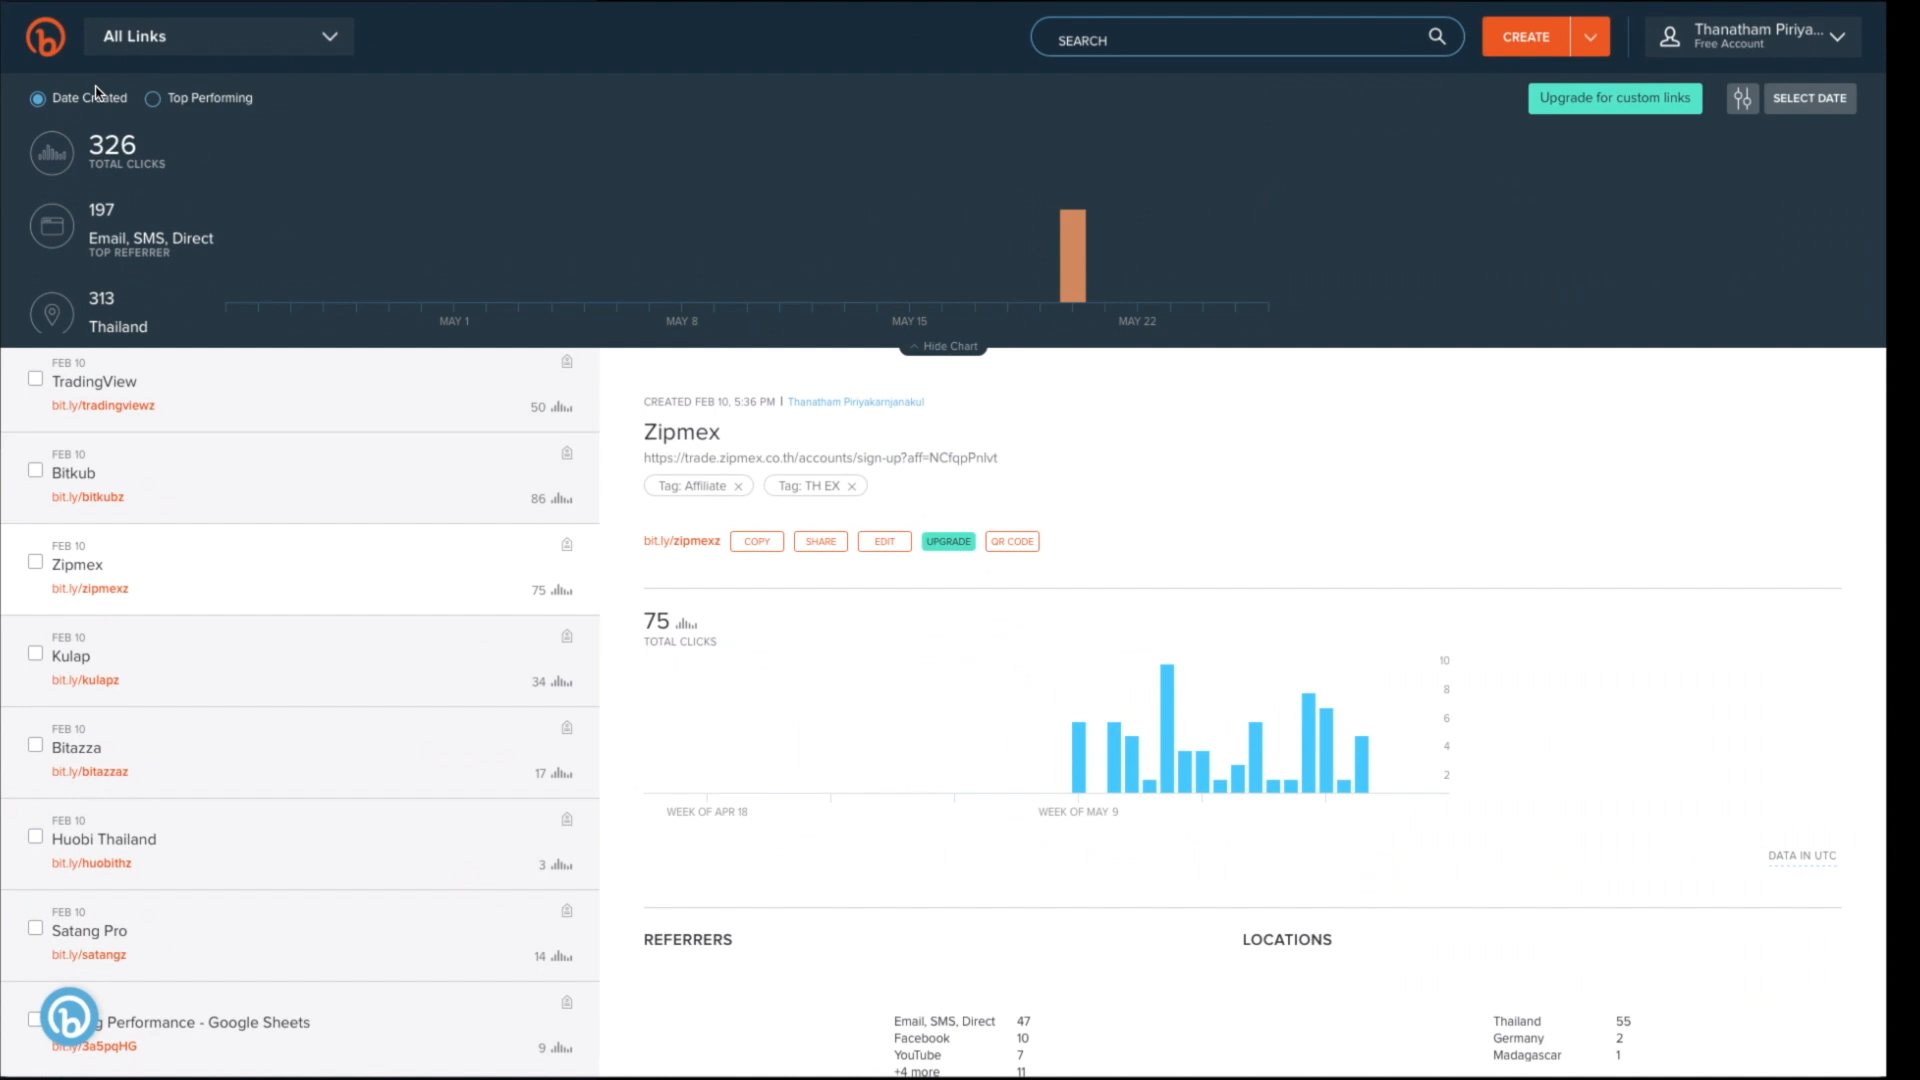 All Links
SEARCH
CREATE
Thanatham Piriya...
Free Account
Date Created
Top Performing
Upgrade for custom links
SELECT DATE
326
TOTAL CLICKS
197
Email, SMS, Direct
TOP REFERRER
313
Thailand
MAY 1
MAY 8
MAY 15
MAY 22
Hide Chart
FEB 10
TradingView
bit.ly/tradingviewz
50
FEB 10
Bitkub
bit.ly/bitkubz
86
FEB 10
Zipmex
bit.ly/zipmexz
75
FEB 10
Kulap
bit.ly/kulapz
34
FEB 10
Bitazza
bit.ly/bitazzaz
17
FEB 10
Huobi Thailand
bit.ly/huobithz
3
FEB 10
Satang Pro
bit.ly/satangz
14
g Performance - Google Sheets
bit.ly/3a5pqHG
9
CREATED FEB 10, 5:36 PM | Thanatham Piriyakarnjanakul
Zipmex
https://trade.zipmex.co.th/accounts/sign-up?aff=NCfqpPnlvt
Tag: Affiliate
Tag: TH EX
bit.ly/zipmexz
COPY
SHARE
EDIT
UPGRADE
QR CODE
75
TOTAL CLICKS
10
8
6
4
2
WEEK OF APR 18
WEEK OF MAY 9
DATA IN UTC
REFERRERS
Email, SMS, Direct 47
Facebook 10
YouTube 7
+4 more 11
LOCATIONS
Thailand 55
Germany 2
Madagascar 1